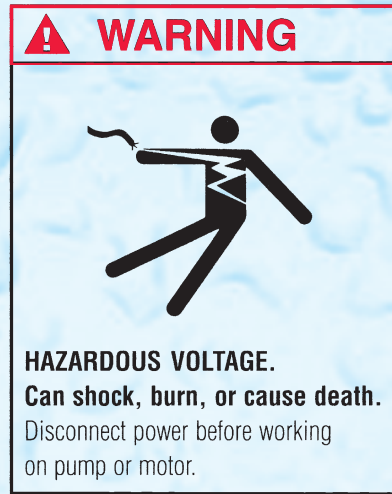 WARNING
HAZARDOUS VOLTAGE.
Can shock, burn, or cause death.
Disconnect power before working
on pump or motor.